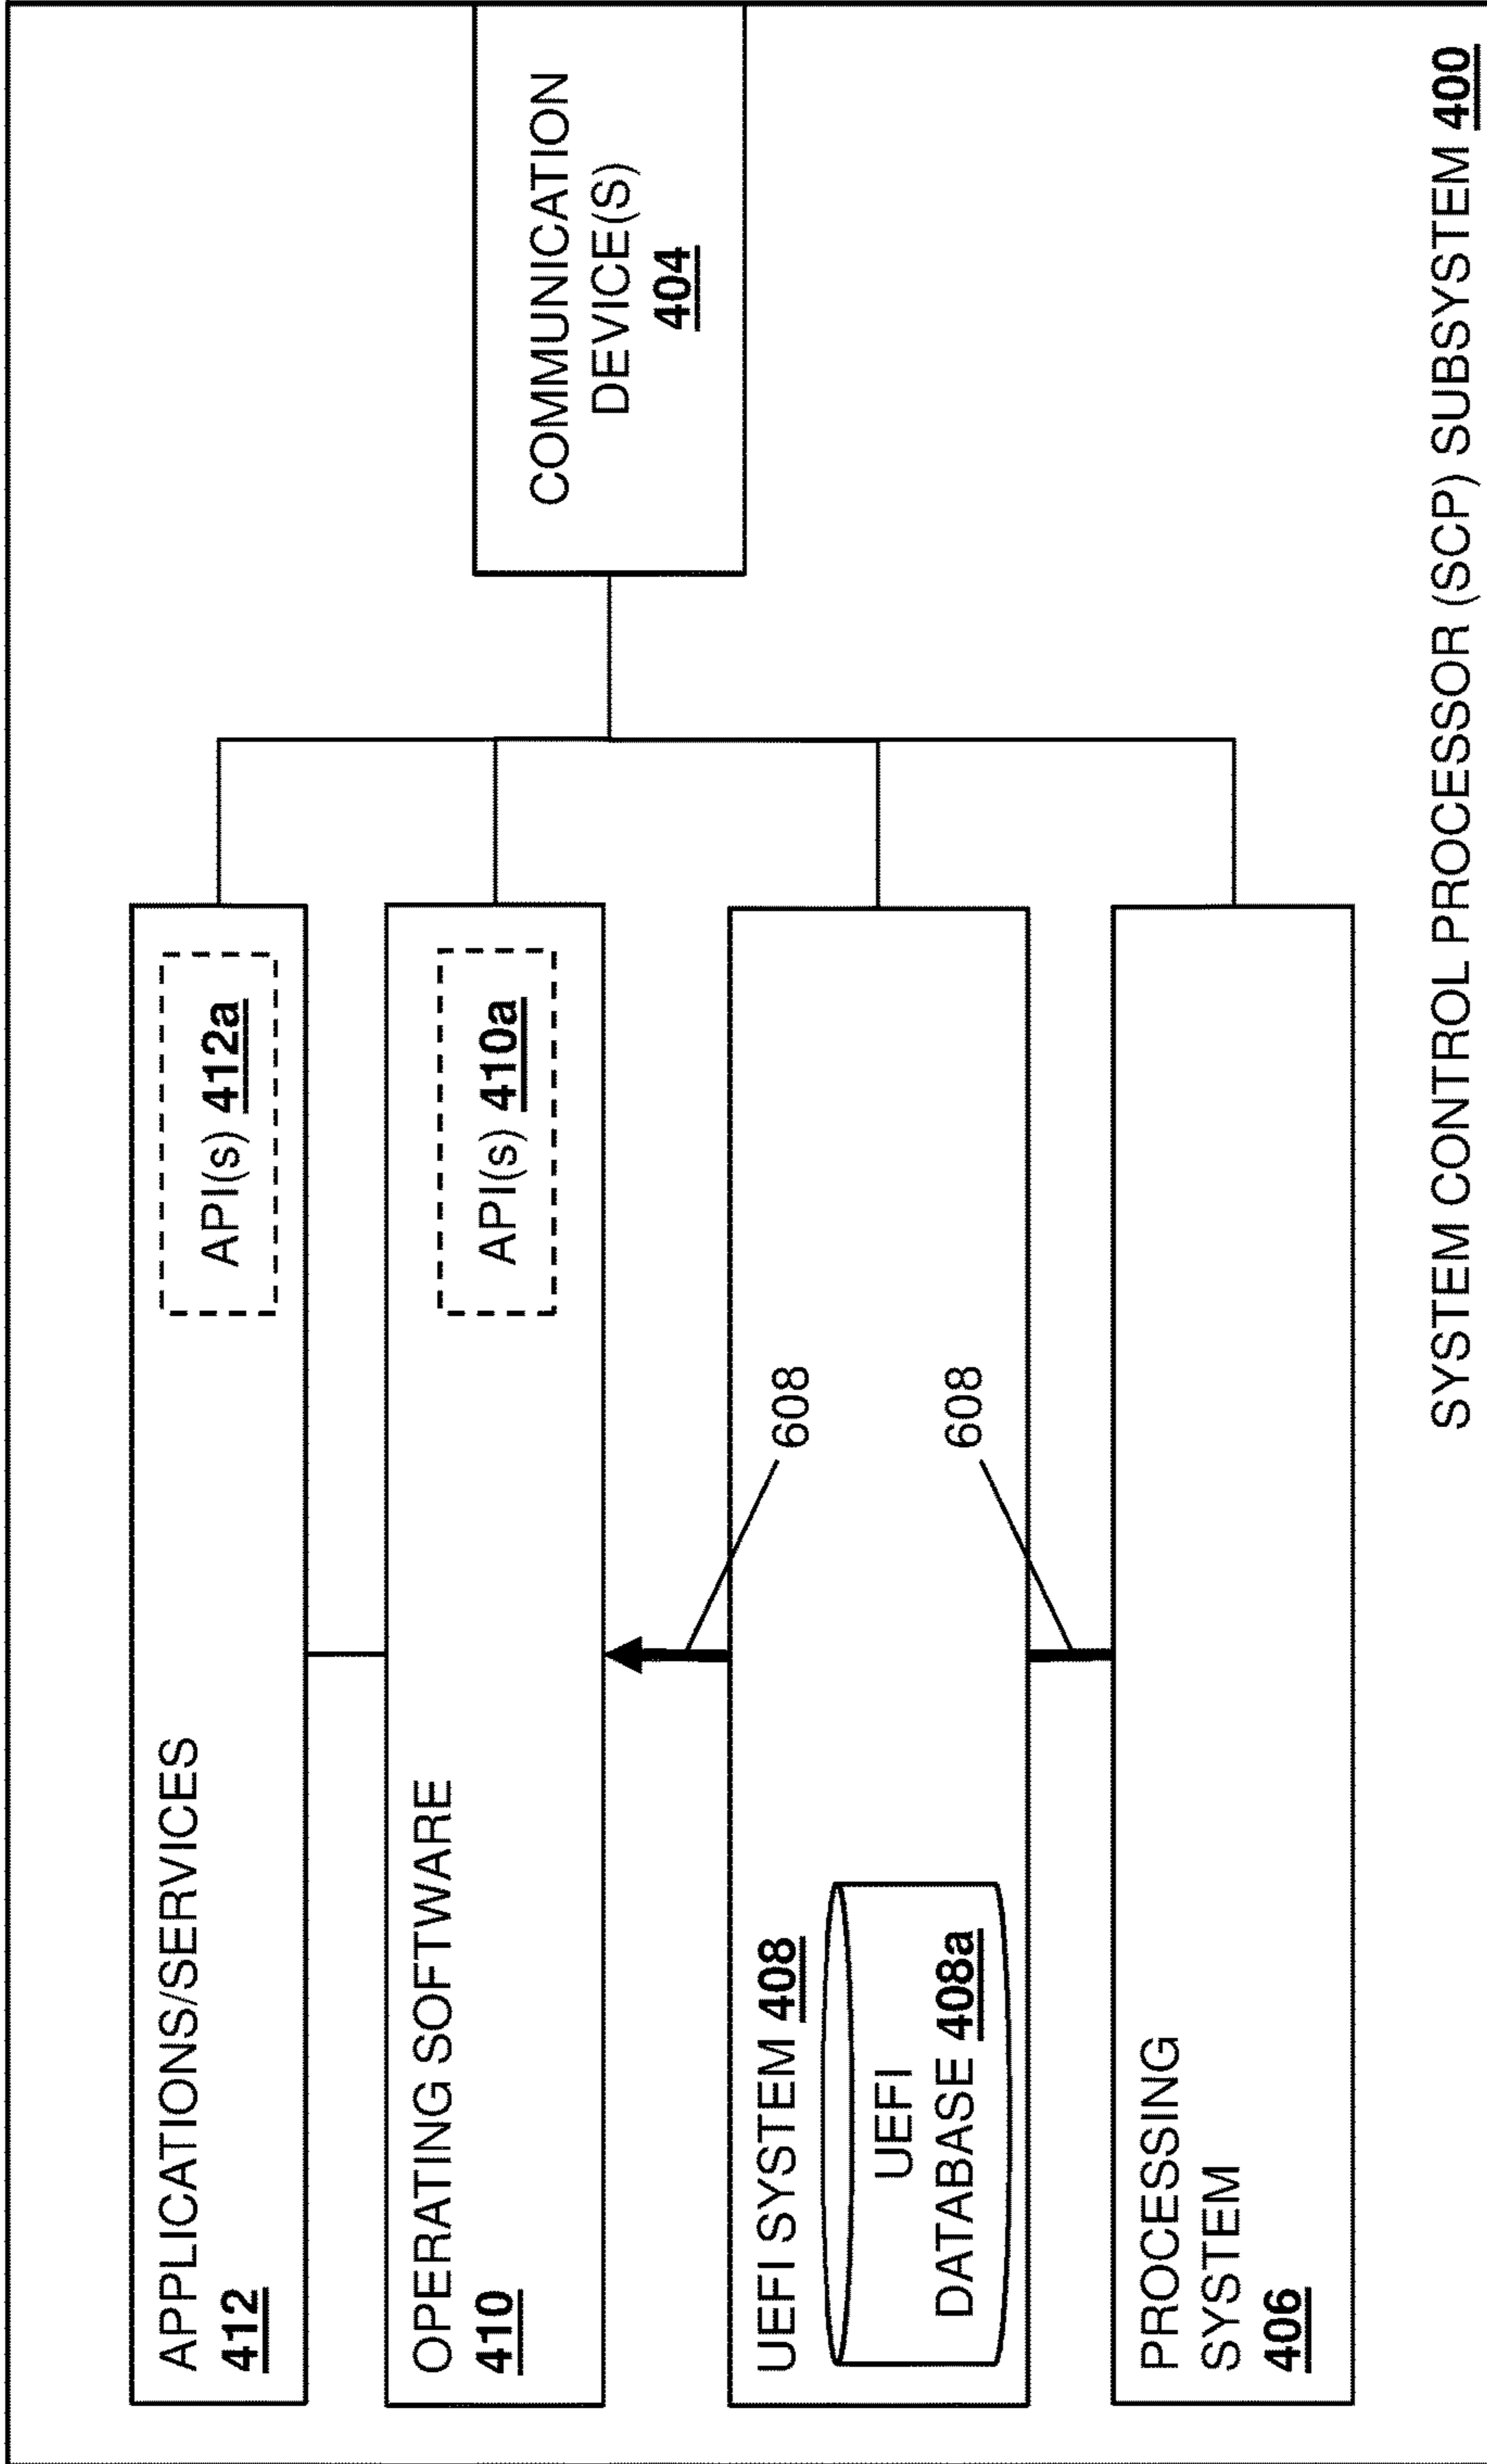 APPLICATIONS/SERVICES
412
API(s) 412a
OPERATING SOFTWARE
410
API(s) 410a
608
UEFI SYSTEM 408
UEFI
DATABASE 408a
608
PROCESSING
SYSTEM
406
COMMUNICATION
DEVICE(S)
404
SYSTEM CONTROL PROCESSOR (SCP) SUBSYSTEM 400